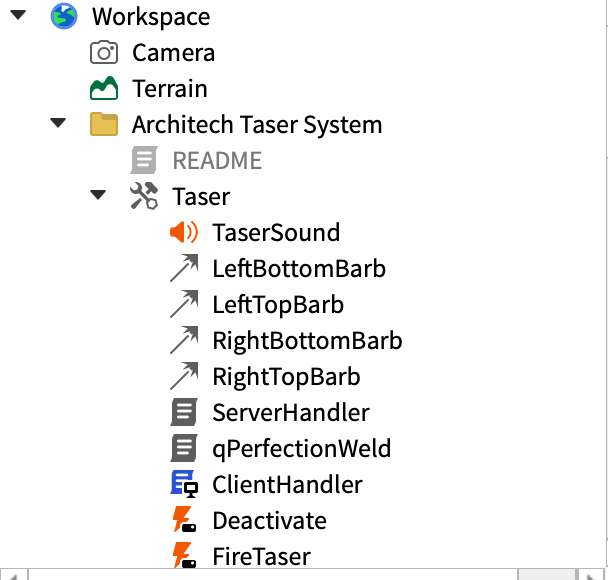 Workspace
Camera
Terrain
Architech Taser System
README
Taser
TaserSound
LeftBottomBarb
LeftTopBarb
RightBottomBarb
RightTopBarb
ServerHandler
qPerfectionWeld
ClientHandler
Deactivate
FireTaser